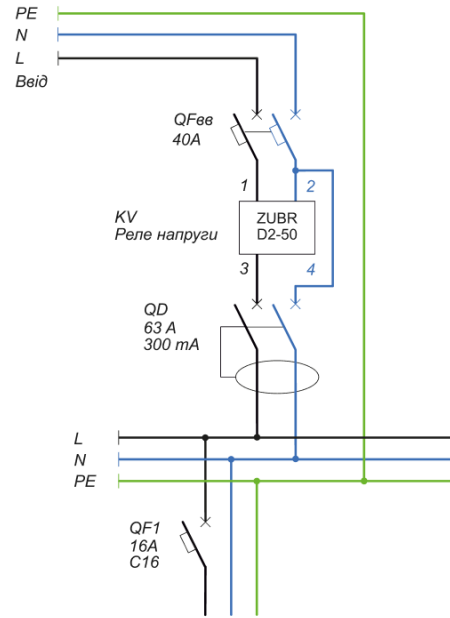 PE
N
L
Ввід
QFвв
40А
1
2
KV
Реле напруги
ZUBR
D2-50
3
4
QD
63 А
300 mA
L
N
PE
QF1
16А
C16